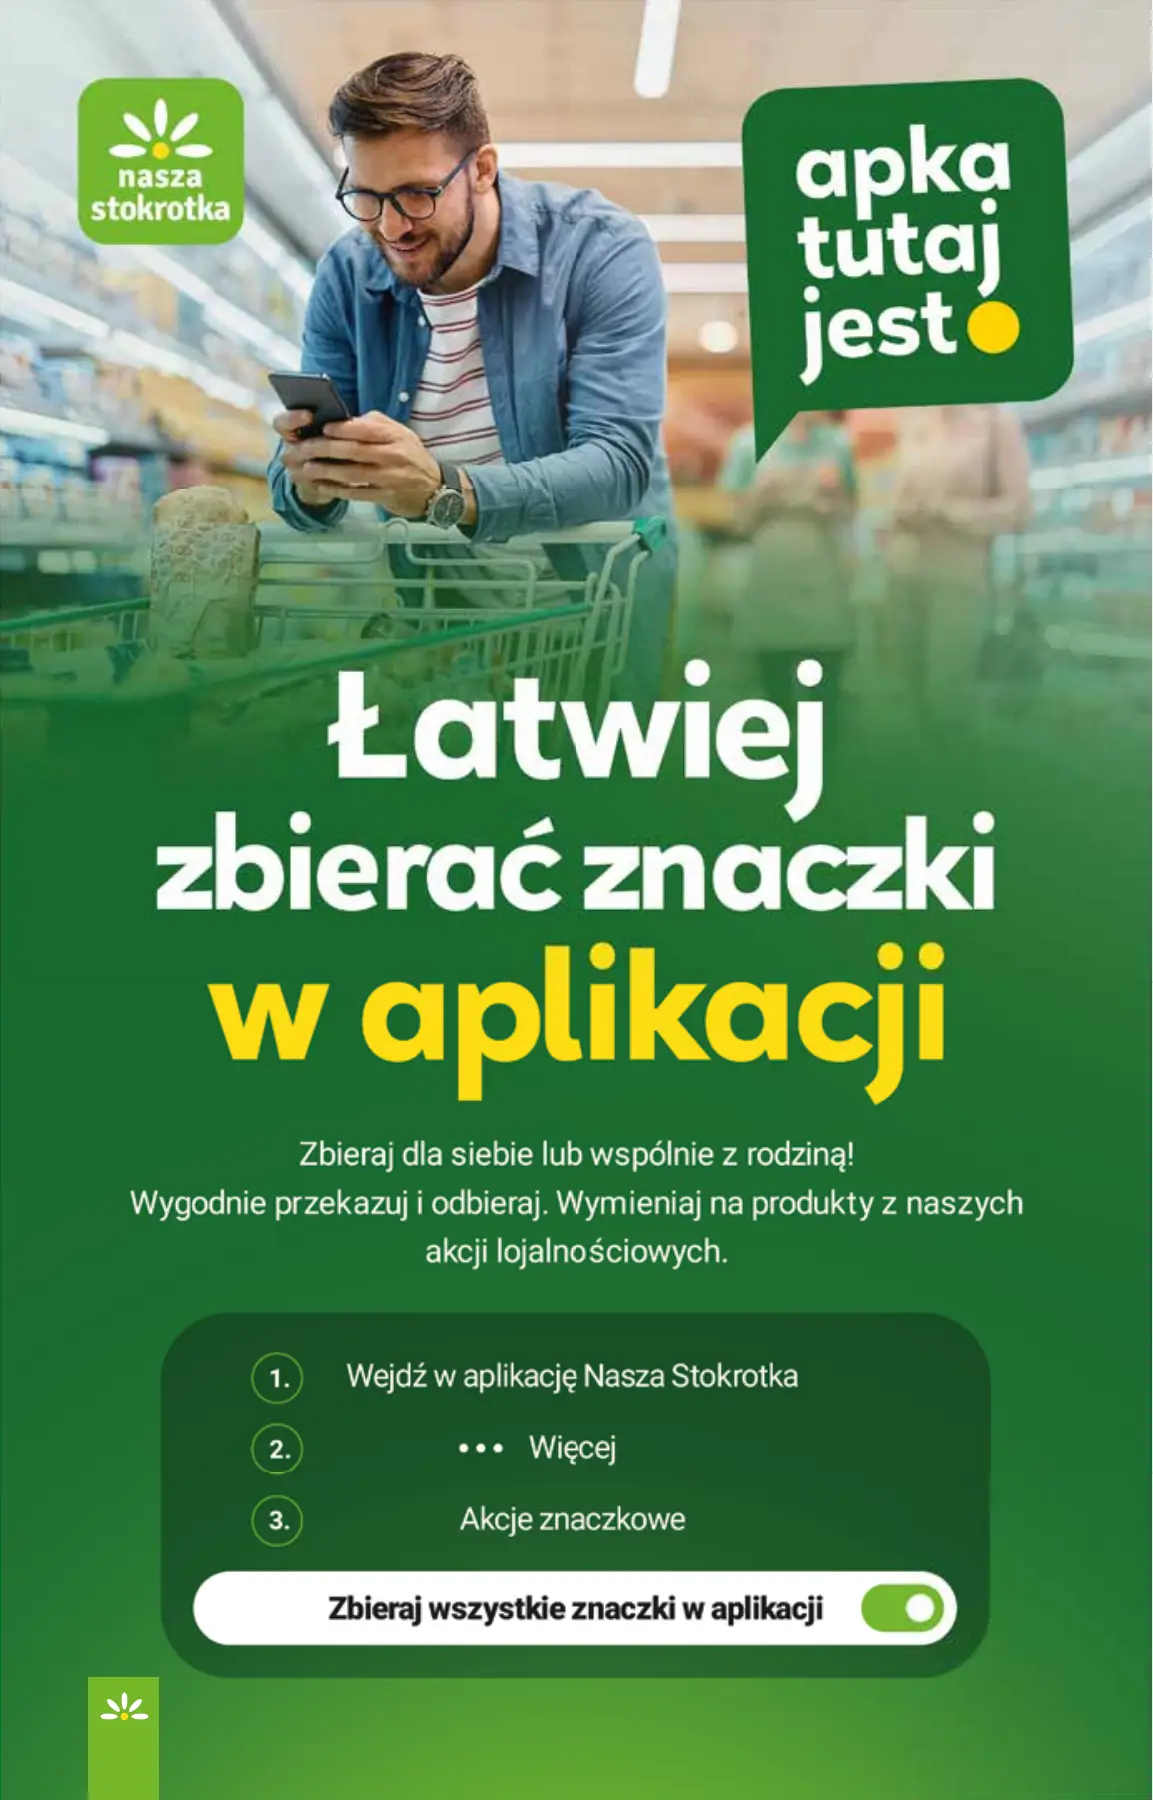 nasza
stokrotka
apka
tutaj
jest
Łatwiej
zbierać znaczki
w aplikacji
Zbieraj dla siebie lub wspólnie z rodziną!
Wygodnie przekazuj i odbieraj. Wymieniaj na produkty z naszych
akcji lojalnościowych.
1. Wejdź w aplikację Nasza Stokrotka
2. ••• Więcej
3. Akcje znaczkowe
Zbieraj wszystkie znaczki w aplikacji